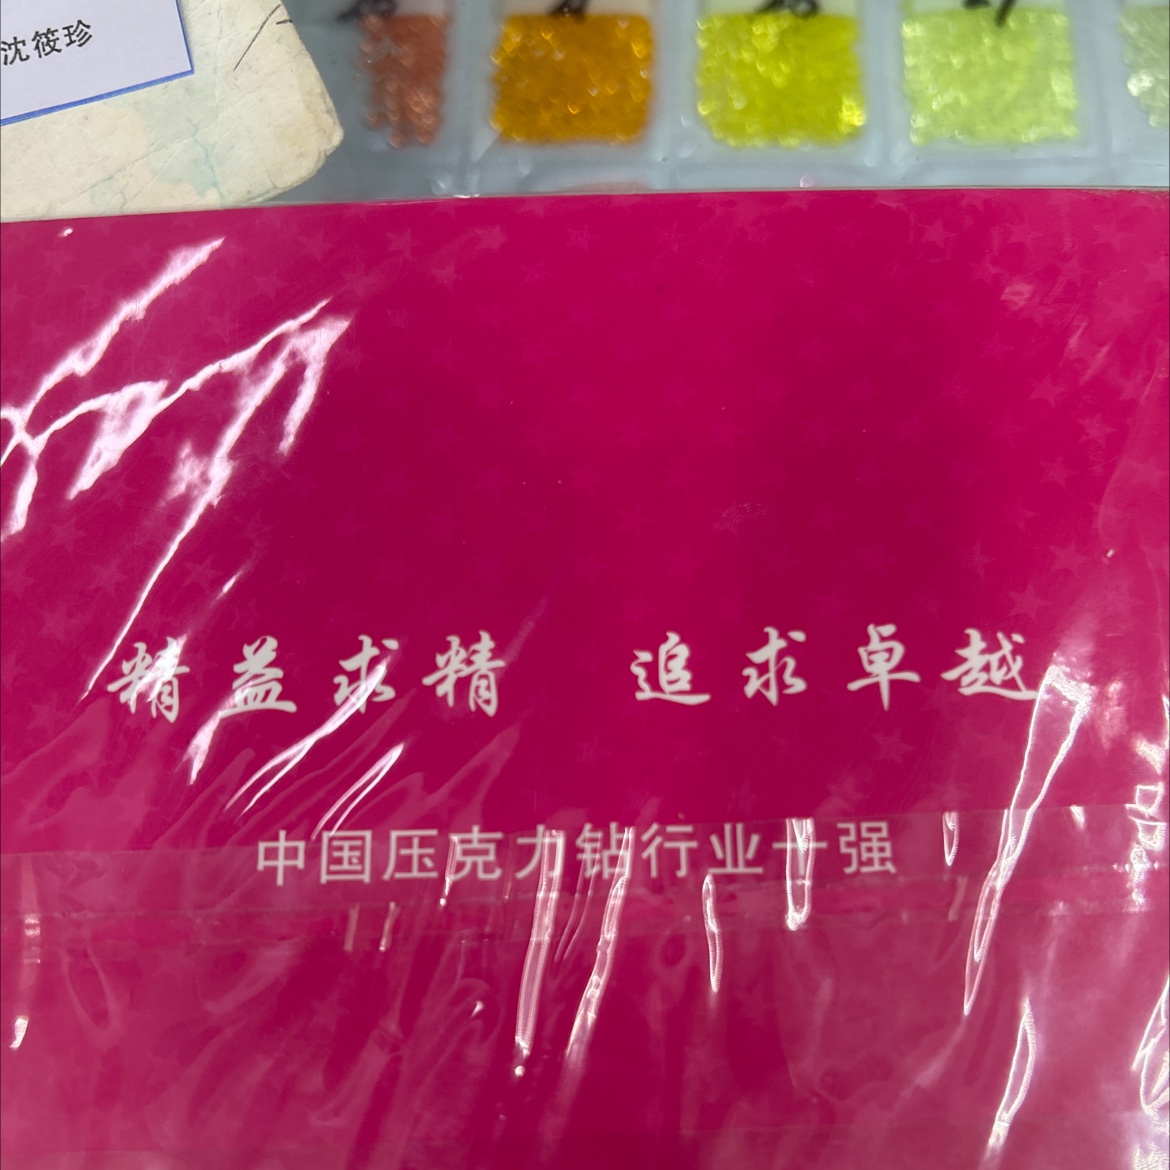 沈筱珍
精益求精 追求卓越
中国压克力钻行业十强